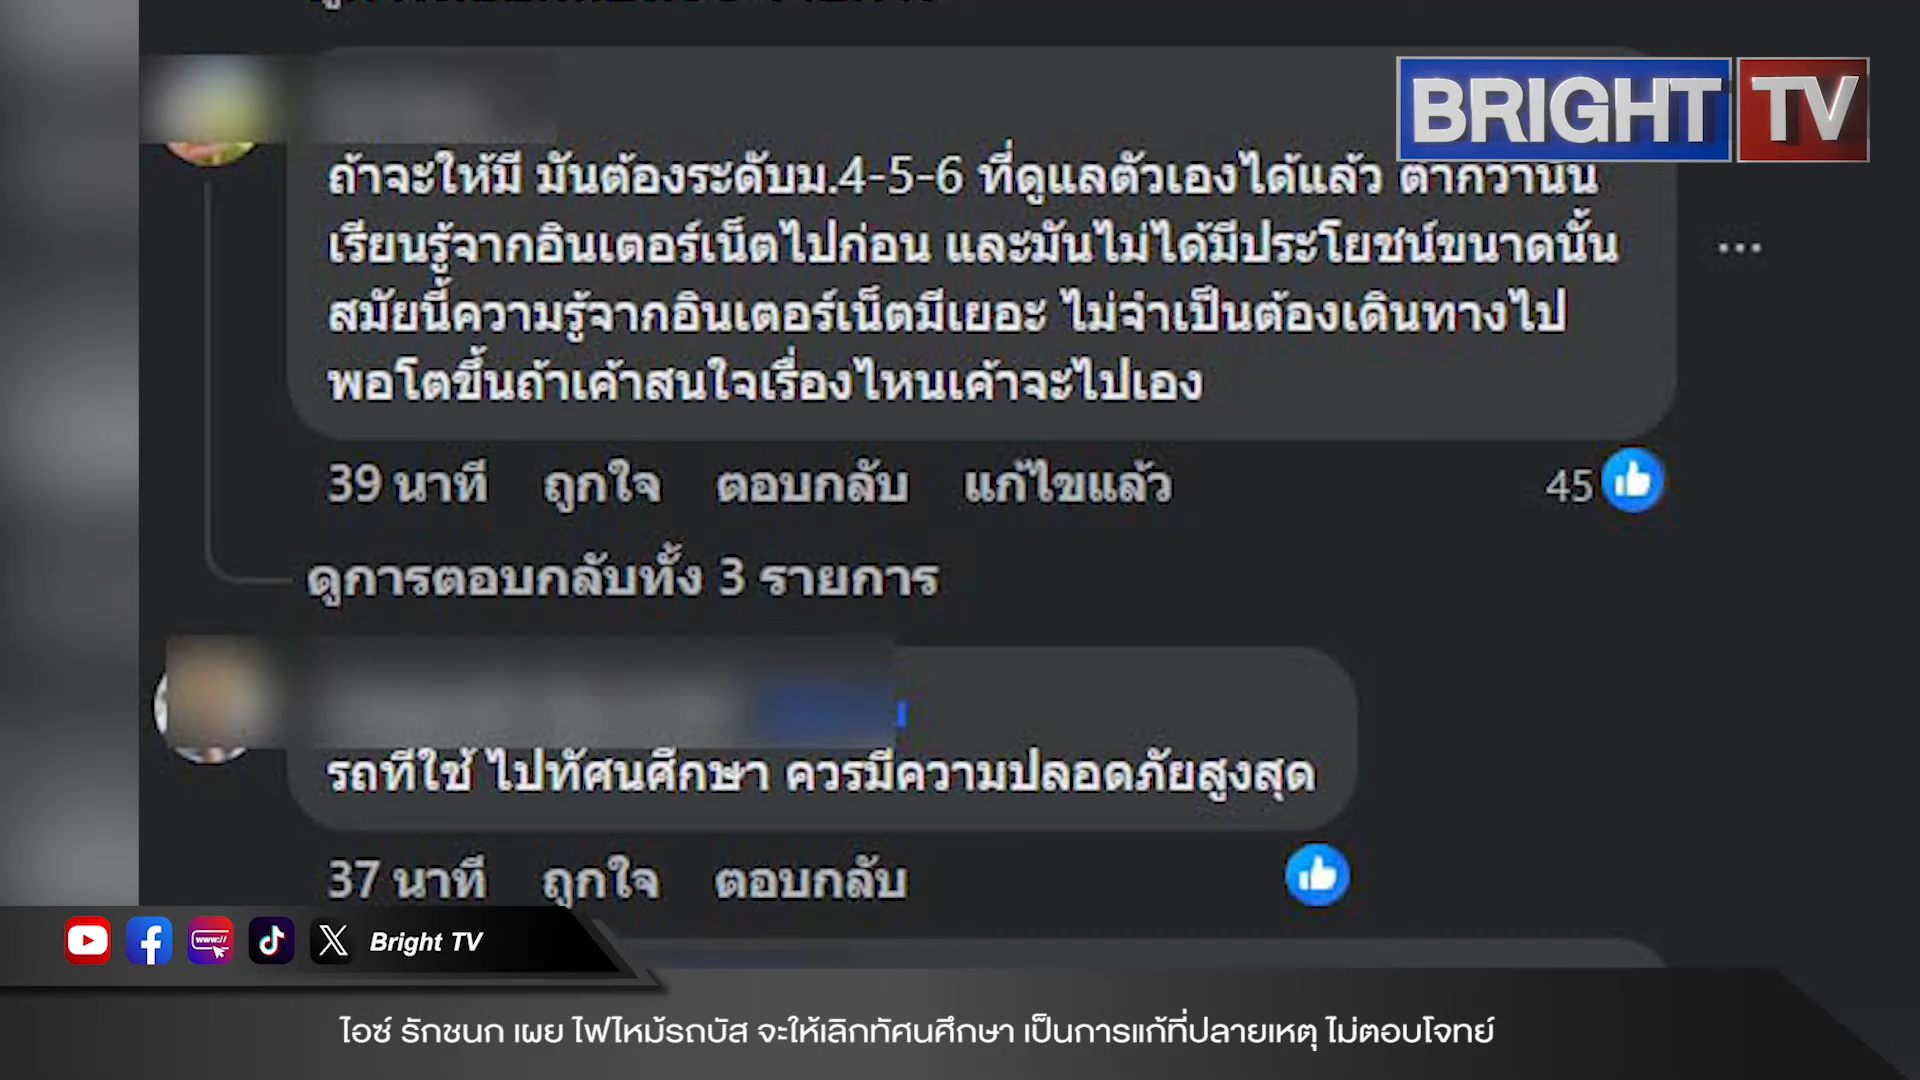 BRIGHT TV
ถ้าจะให้มี มันต้องระดับม.4-5-6 ที่ดูแลตัวเองได้แล้ว ต่ำกว่านั้น
เรียนรู้จากอินเตอร์เน็ตไปก่อน และมันไม่ได้มีประโยชน์ขนาดนั้น
สมัยนี้ความรู้จากอินเตอร์เน็ตมีเยอะ ไม่จำเป็นต้องเดินทางไป
พอโตขึ้นถ้าเค้าสนใจเรื่องไหนเค้าจะไปเอง
39 นาที ถูกใจ ตอบกลับ แก้ไขแล้ว 45
ดูการตอบกลับทั้ง 3 รายการ
รถที่ใช้ ไปทัศนศึกษา ควรมีความปลอดภัยสูงสุด
37 นาที ถูกใจ ตอบกลับ
www:// Bright TV
ไอซ์ รักชนก เผย ไฟไหม้รถบัส จะให้เลิกทัศนศึกษา เป็นการแก้ที่ปลายเหตุ ไม่ตอบโจทย์